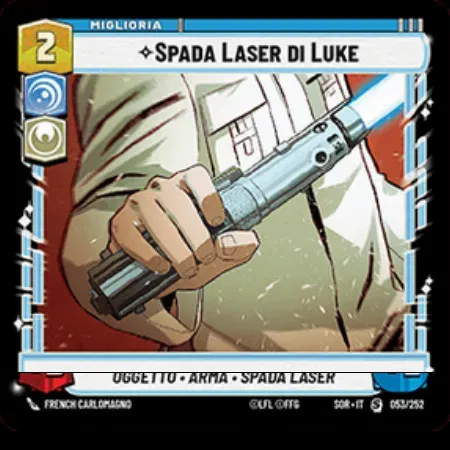 MIGLIORIA
2
SPADA LASER DI LUKE
OGGETTO • ARMA • SPADA LASER
FRENCH CARLOMAGNO
©LFL ©FFG
SOR • IT
053/252